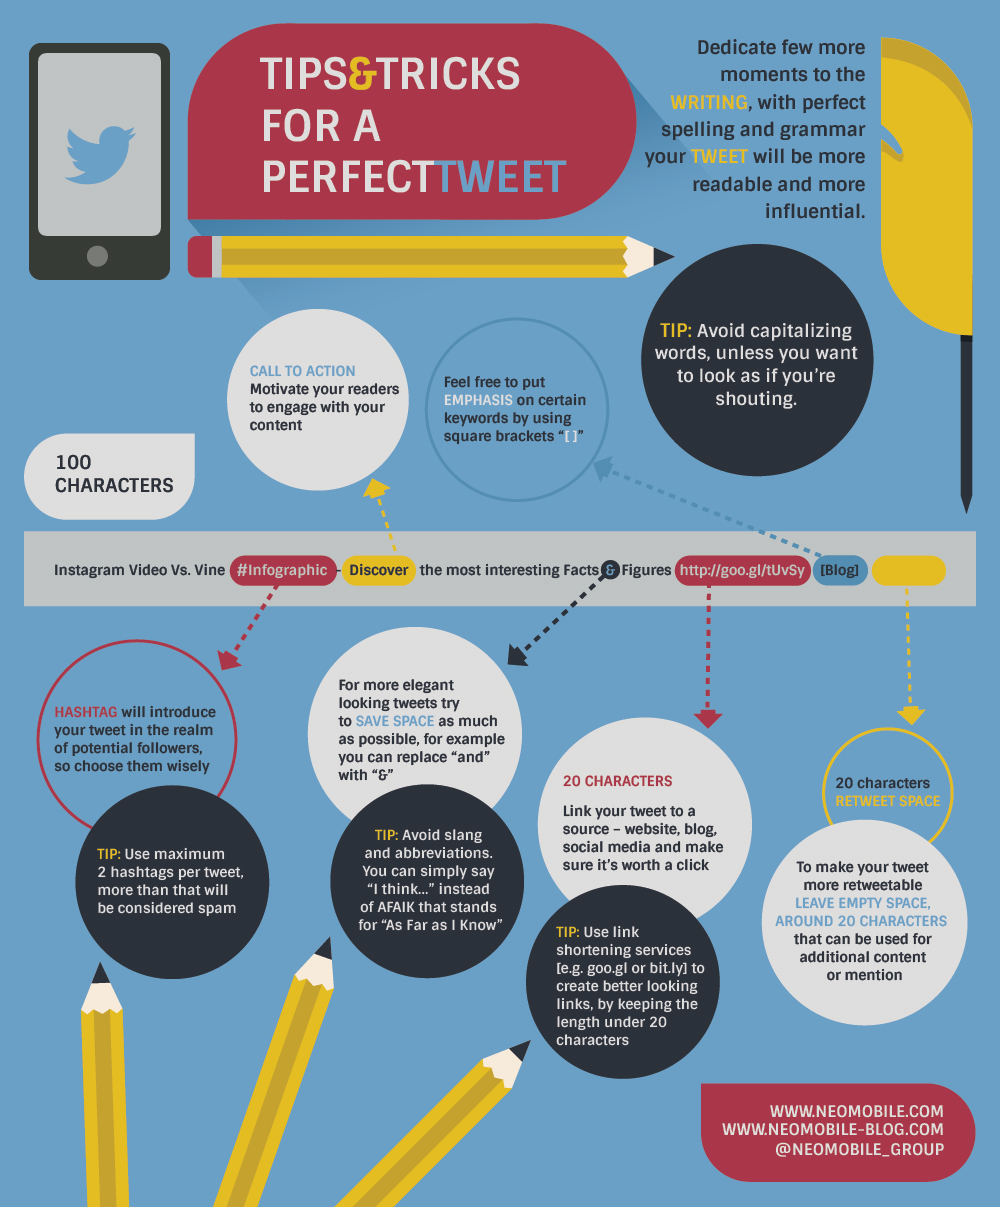 TIPS&TRICKS
FOR A
PERFECTTWEET
Dedicate few more
moments to the
WRITING, with perfect
spelling and grammar
your TWEET will be more
readable and more
influential.
TIP: Avoid capitalizing
words, unless you want
to look as if you're
shouting.
CALL TO ACTION
Motivate your readers
to engage with your
content
Feel free to put
EMPHASIS on certain
keywords by using
square brackets “[ ]”
100
CHARACTERS
Instagram Video Vs. Vine #Infographic - Discover the most interesting Facts & Figures http://goo.gl/tUvSy [Blog]
HASHTAG will introduce
your tweet in the realm
of potential followers,
so choose them wisely
TIP: Use maximum
2 hashtags per tweet,
more than that will
be considered spam
For more elegant
looking tweets try
to SAVE SPACE as much
as possible, for example
you can replace “and”
with “&”
TIP: Avoid slang
and abbreviations.
You can simply say
“I think...” instead
of AFAIK that stands
for “As Far as I Know”
20 CHARACTERS
Link your tweet to a
source – website, blog,
social media and make
sure it's worth a click
TIP: Use link
shortening services
[e.g. goo.gl or bit.ly] to
create better looking
links, by keeping the
length under 20
characters
20 characters
RETWEET SPACE
To make your tweet
more retweetable
LEAVE EMPTY SPACE,
AROUND 20 CHARACTERS
that can be used for
additional content
or mention
WWW.NEOMOBILE.COM
WWW.NEOMOBILE-BLOG.COM
@NEOMOBILE_GROUP